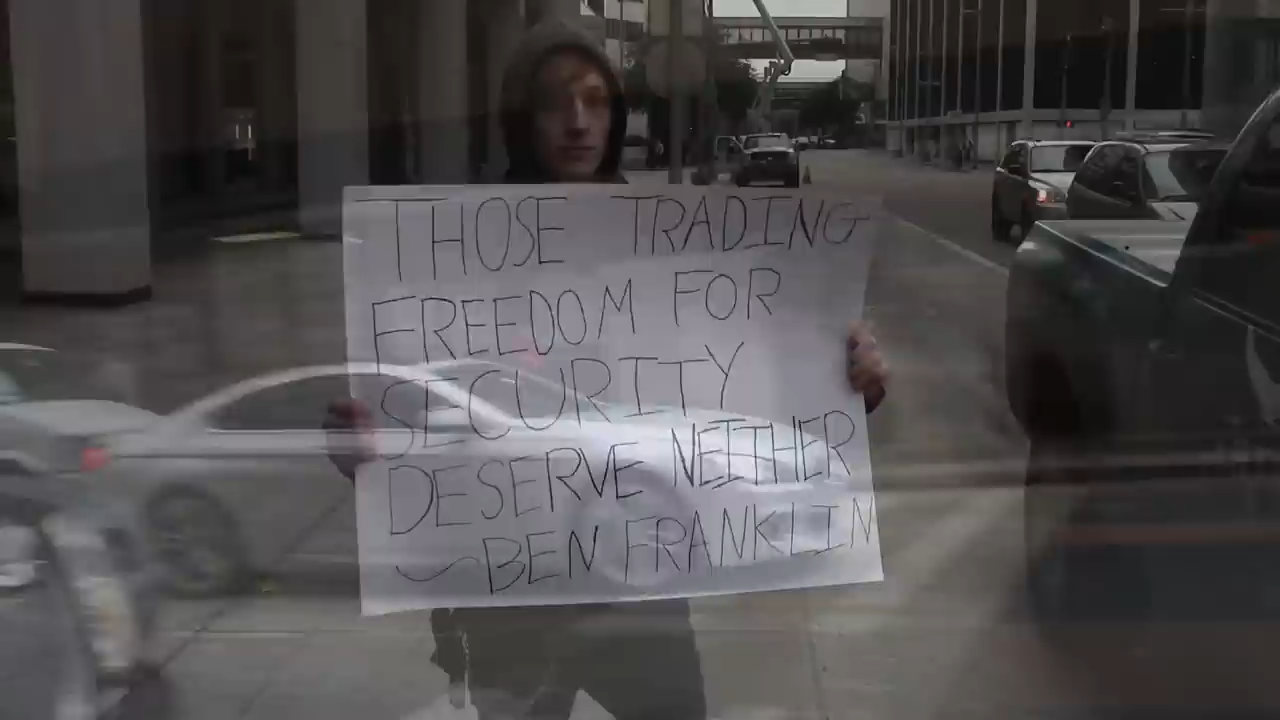 THOSE TRADING
FREEDOM FOR
SECURITY
DESERVE NEITHER
~BEN FRANKLIN